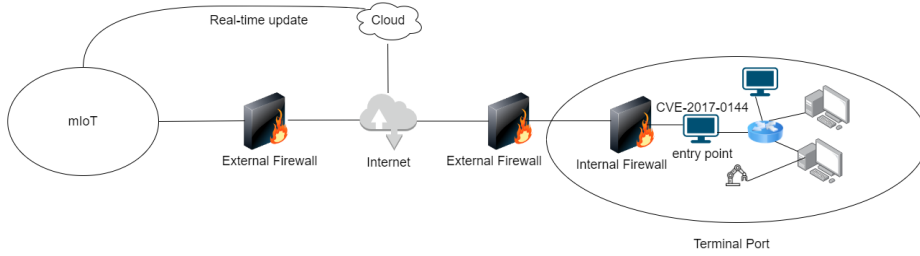 Real-time update
Cloud
mIoT
External Firewall
Internet
External Firewall
Internal Firewall
CVE-2017-0144
entry point
Terminal Port